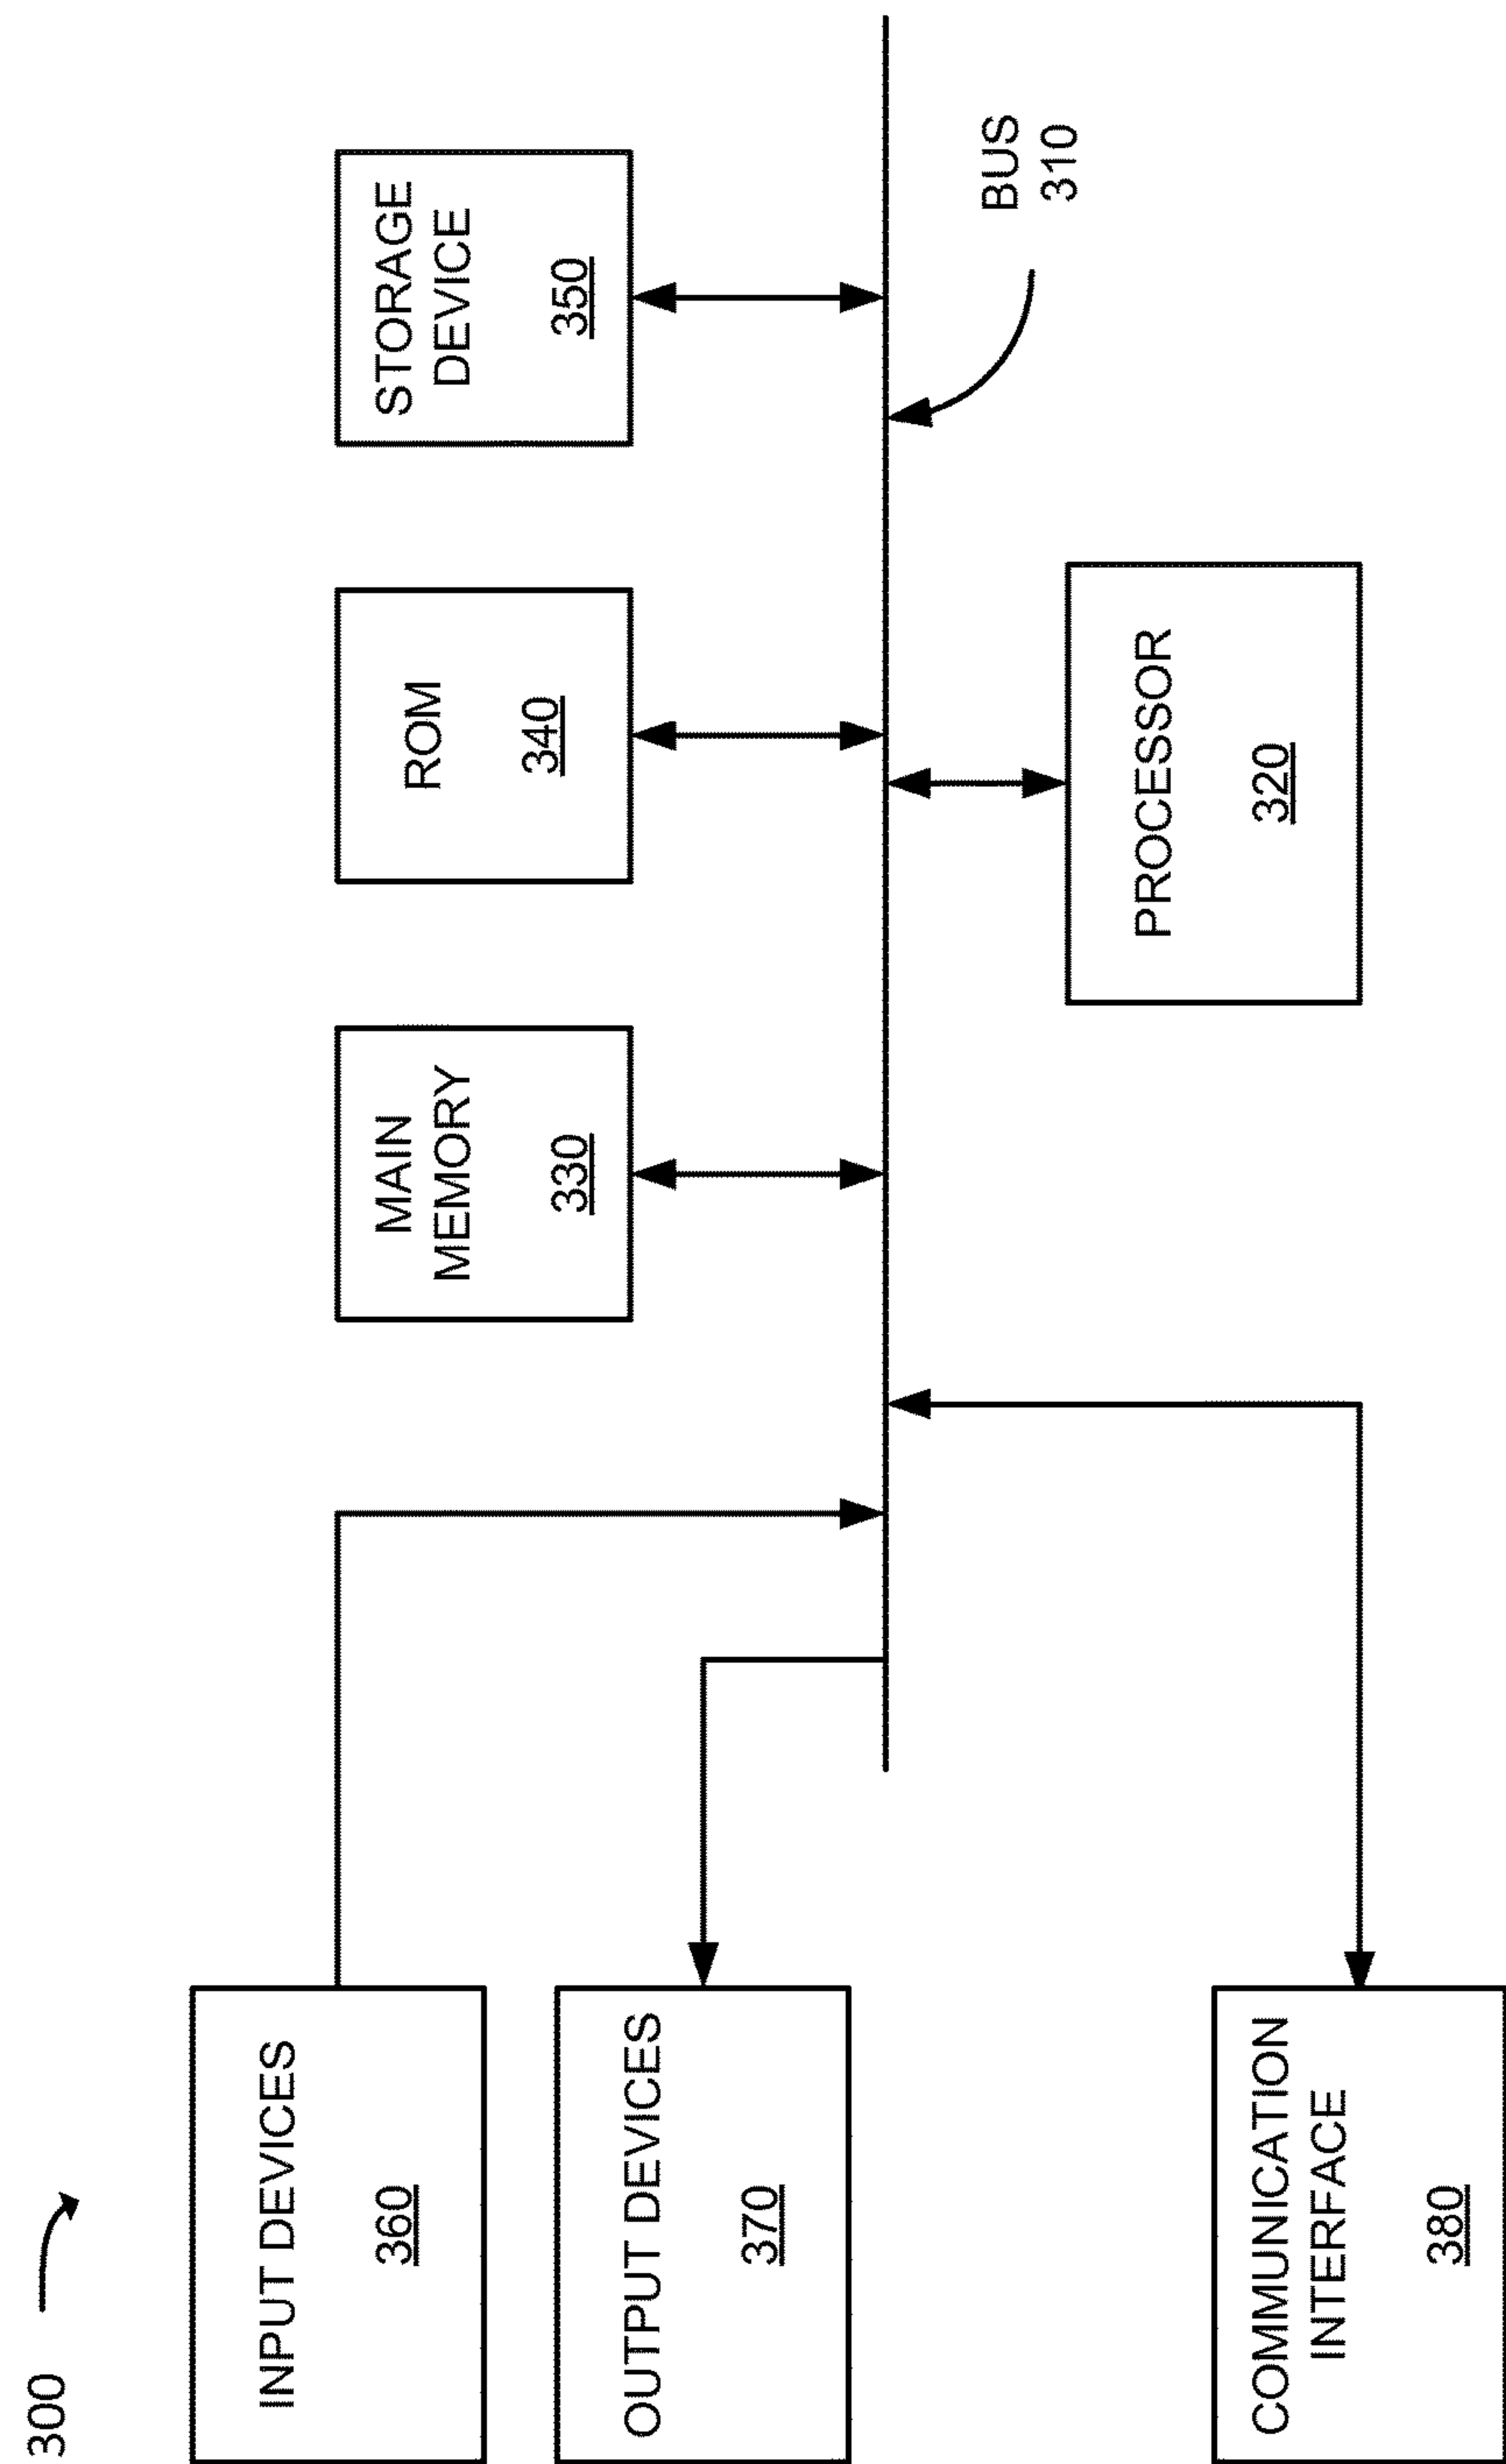 300
INPUT DEVICES
360
MAIN
MEMORY
330
ROM
340
STORAGE
DEVICE
350
OUTPUT DEVICES
370
BUS
310
PROCESSOR
320
COMMUNICATION
INTERFACE
380